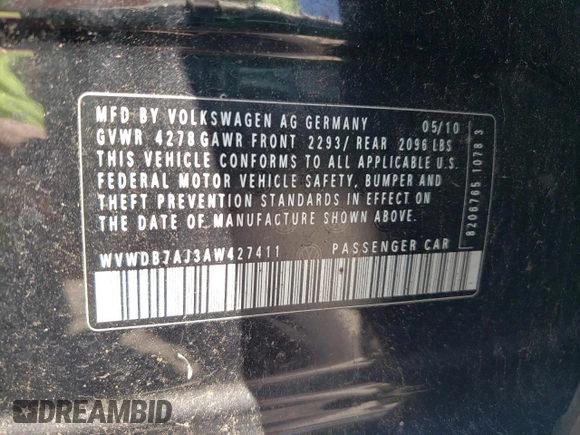 MFD BY VOLKSWAGEN AG GERMANY 05/10
GVWR 4278 GAWR FRONT 2293/ REAR 2096 LBS
THIS VEHICLE CONFORMS TO ALL APPLICABLE U.S.
FEDERAL MOTOR VEHICLE SAFETY, BUMPER AND
THEFT PREVENTION STANDARDS IN EFFECT ON
THE DATE OF MANUFACTURE SHOWN ABOVE.
WVWDB7AJ3AW427411 PASSENGER CAR
8206765 1078 3
DREAMBID